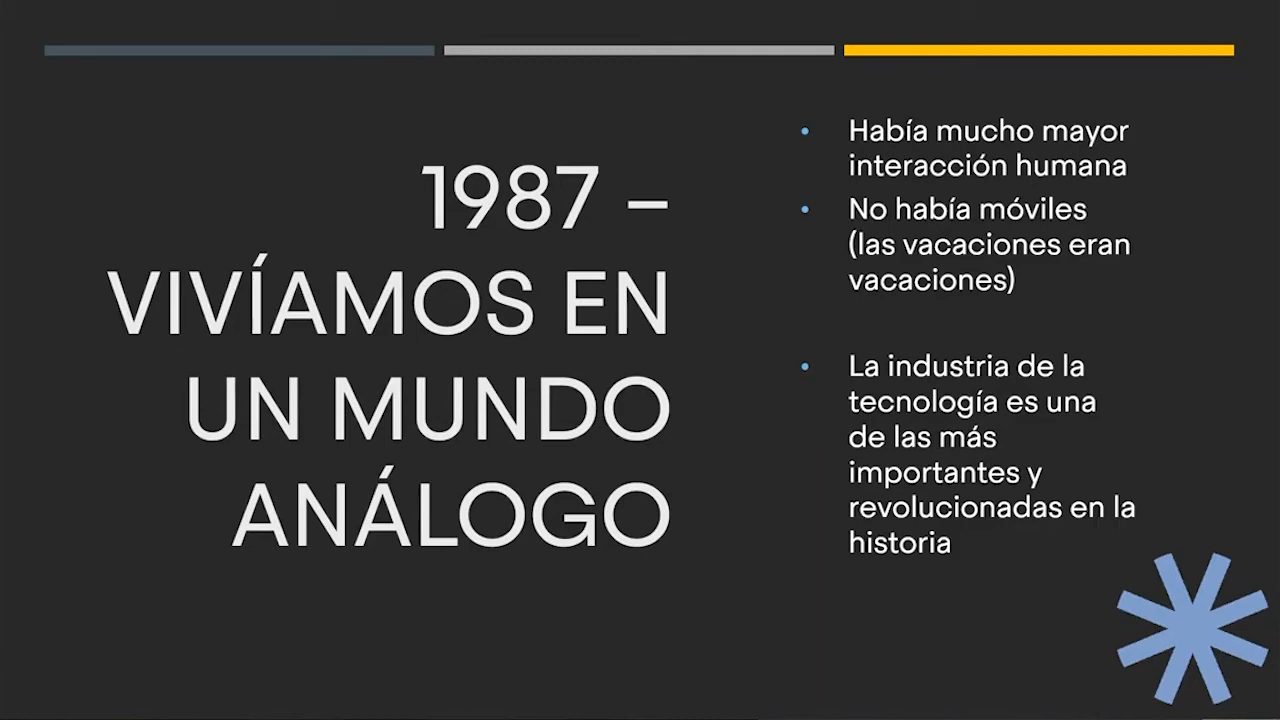 1987 –
VIVÍAMOS EN
UN MUNDO
ANÁLOGO
• Había mucho mayor
interacción humana
• No había móviles
(las vacaciones eran
vacaciones)
• La industria de la
tecnología es una
de las más
importantes y
revolucionadas en la
historia